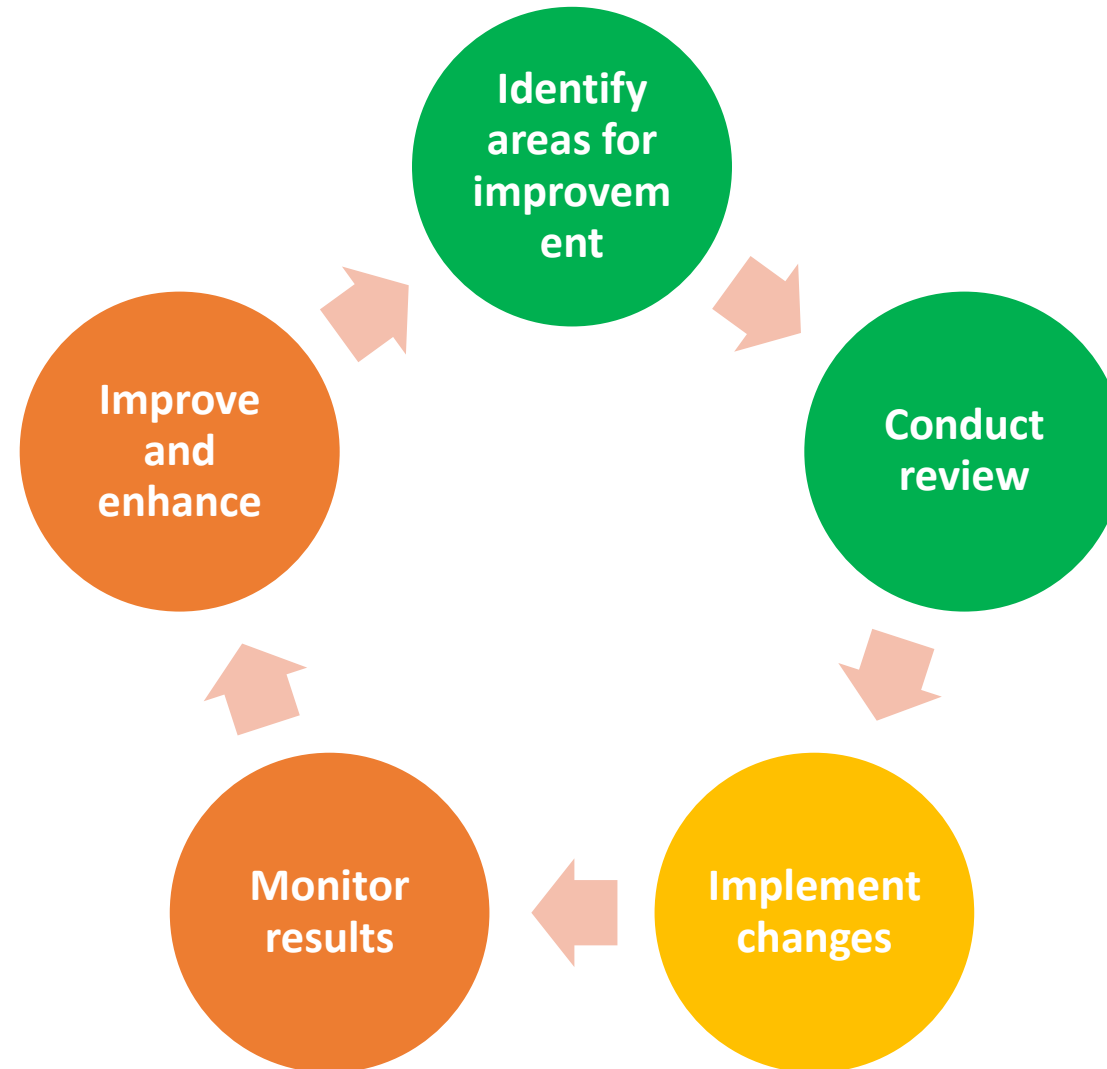 Identify
areas for
improvem
ent
Conduct
review
Implement
changes
Monitor
results
Improve
and
enhance